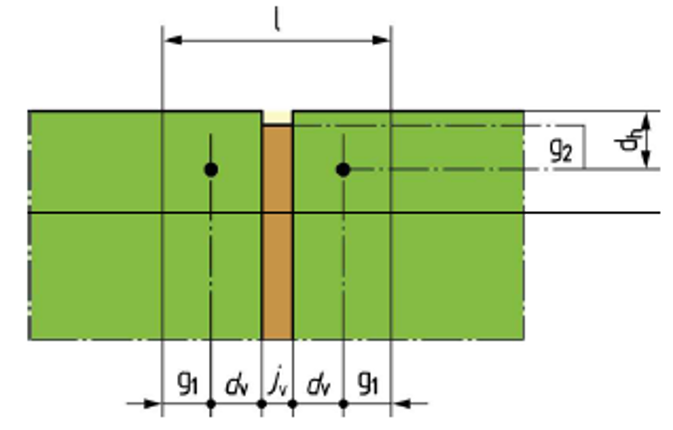 l
g₂ dₕ
g₁ dᵥ jᵥ dᵥ g₁